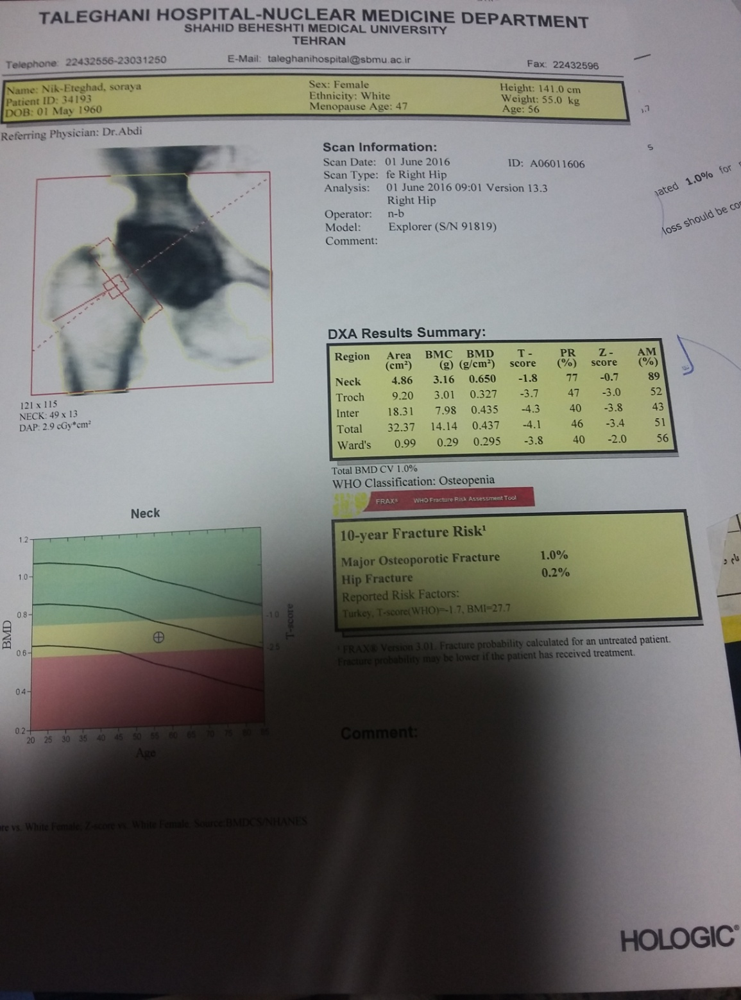 TALEGHANI HOSPITAL-NUCLEAR MEDICINE DEPARTMENT
SHAHID BEHESHTI MEDICAL UNIVERSITY
TEHRAN
Telephone: 22432556-23031250 E-Mail: taleghanihospital@sbmu.ac.ir Fax: 22432596
Name: Nik-Eteghad, soraya Sex: Female Height: 141.0 cm
Patient ID: 34193 Ethnicity: White Weight: 55.0 kg
DOB: 01 May 1960 Menopause Age: 47 Age: 56
Referring Physician: Dr.Abdi
Scan Information:
Scan Date: 01 June 2016 ID: A06011606
Scan Type: fe Right Hip
Analysis: 01 June 2016 09:01 Version 13.3
Right Hip
Operator: n-b
Model: Explorer (S/N 91819)
Comment:
121 x 115
NECK: 49 x 13
DAP: 2.9 cGy*cm²
DXA Results Summary:
Region Area BMC BMD T - PR Z - AM
(cm²) (g) (g/cm²) score (%) score (%)
Neck 4.86 3.16 0.650 -1.8 77 -0.7 89
Troch 9.20 3.01 0.327 -3.7 47 -3.0 52
Inter 18.31 7.98 0.435 -4.3 40 -3.8 43
Total 32.37 14.14 0.437 -4.1 46 -3.4 51
Ward's 0.99 0.29 0.295 -3.8 40 -2.0 56
Total BMD CV 1.0%
WHO Classification: Osteopenia
FRAX® WHO Fracture Risk Assessment Tool
10-year Fracture Risk¹
Major Osteoporotic Fracture 1.0%
Hip Fracture 0.2%
Reported Risk Factors:
Turkey, T-score(WHO)=-1.7, BMI=27.7
¹ FRAX® Version 3.01. Fracture probability calculated for an untreated patient.
Fracture probability may be lower if the patient has received treatment.
Comment:
Neck
1.2
1.0
0.8
0.6
0.4
0.2
BMD
-1.0
-2.5
T-score
20 25 30 35 40 45 50 55 60 65 70 75 80 85
Age
vs. White Female; Z-score vs. White Female. Source:BMDCS/NHANES
HOLOGIC®
1.0% for
loss should be